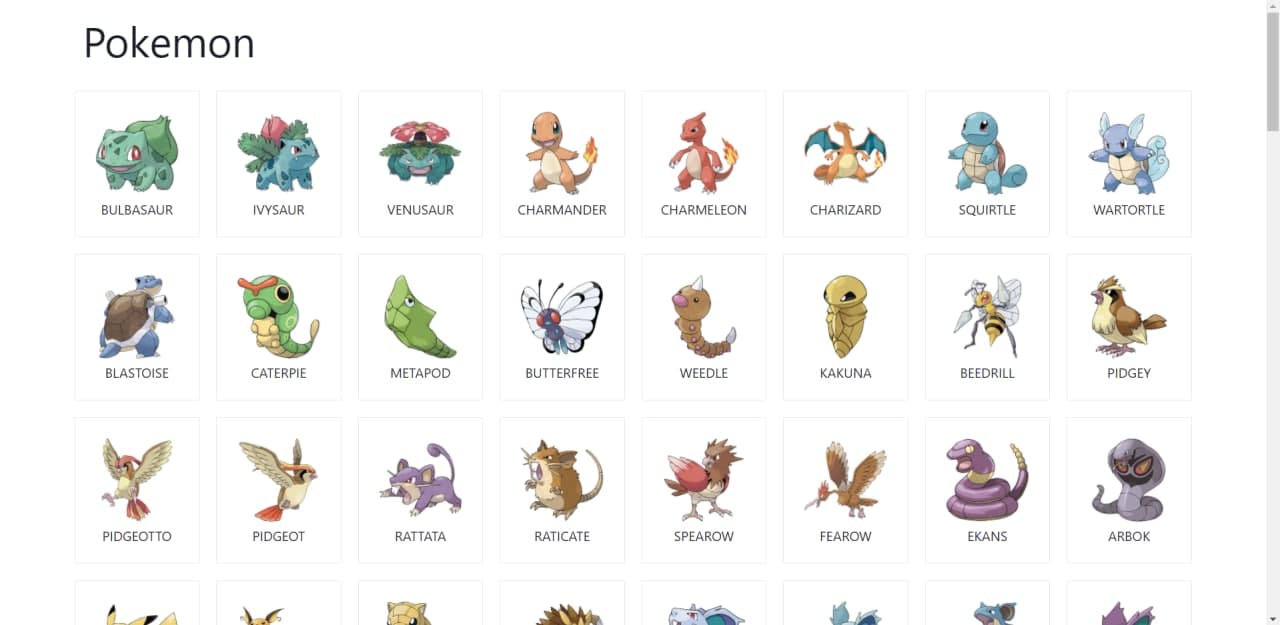 Pokemon
BULBASAUR IVYSAUR VENUSAUR CHARMANDER CHARMELEON CHARIZARD SQUIRTLE WARTORTLE
BLASTOISE CATERPIE METAPOD BUTTERFREE WEEDLE KAKUNA BEEDRILL PIDGEY
PIDGEOTTO PIDGEOT RATTATA RATICATE SPEAROW FEAROW EKANS ARBOK